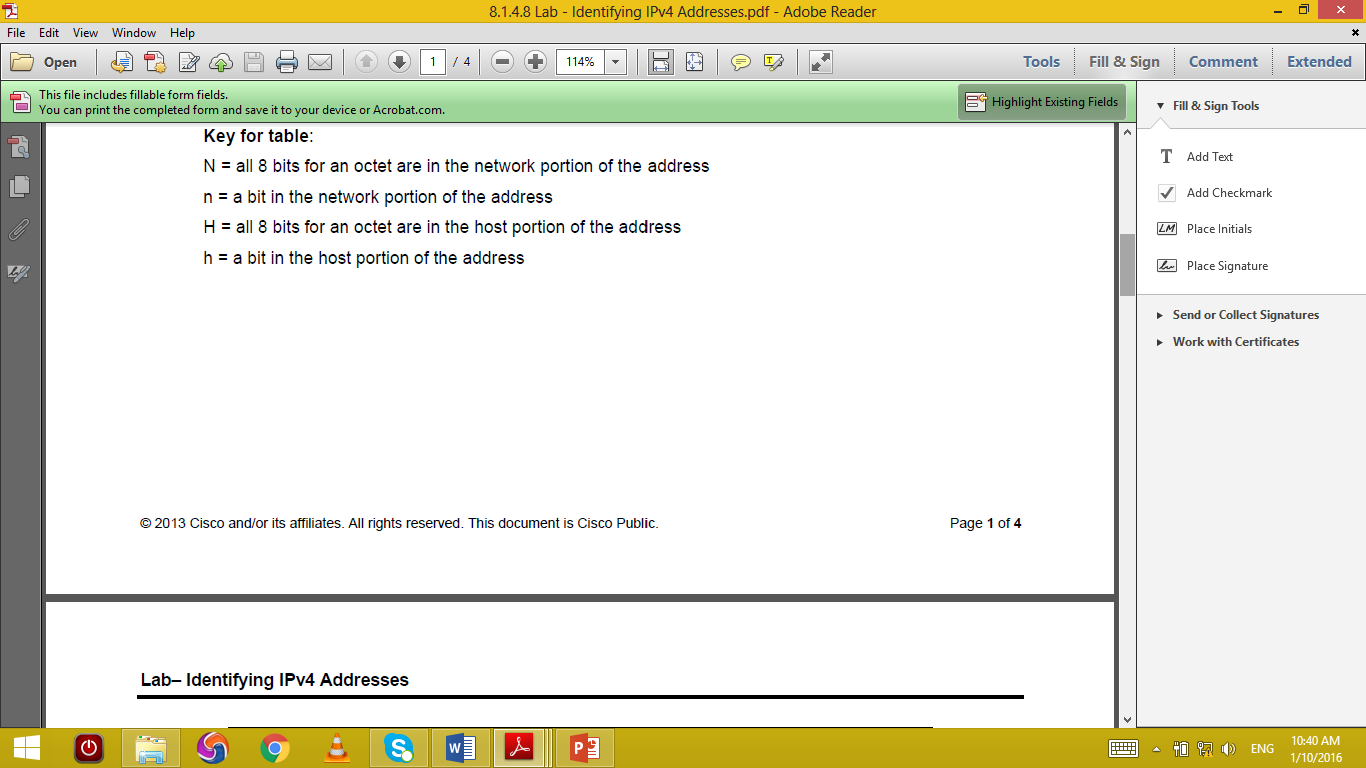 8.1.4.8 Lab - Identifying IPv4 Addresses.pdf - Adobe Reader
File Edit View Window Help
Open 1 / 4 114% Tools Fill & Sign Comment Extended
This file includes fillable form fields.
You can print the completed form and save it to your device or Acrobat.com.
Highlight Existing Fields
Key for table:
N = all 8 bits for an octet are in the network portion of the address
n = a bit in the network portion of the address
H = all 8 bits for an octet are in the host portion of the address
h = a bit in the host portion of the address
© 2013 Cisco and/or its affiliates. All rights reserved. This document is Cisco Public. Page 1 of 4
Lab– Identifying IPv4 Addresses
Fill & Sign Tools
T Add Text
Add Checkmark
LM Place Initials
Place Signature
Send or Collect Signatures
Work with Certificates
ENG
10:40 AM
1/10/2016